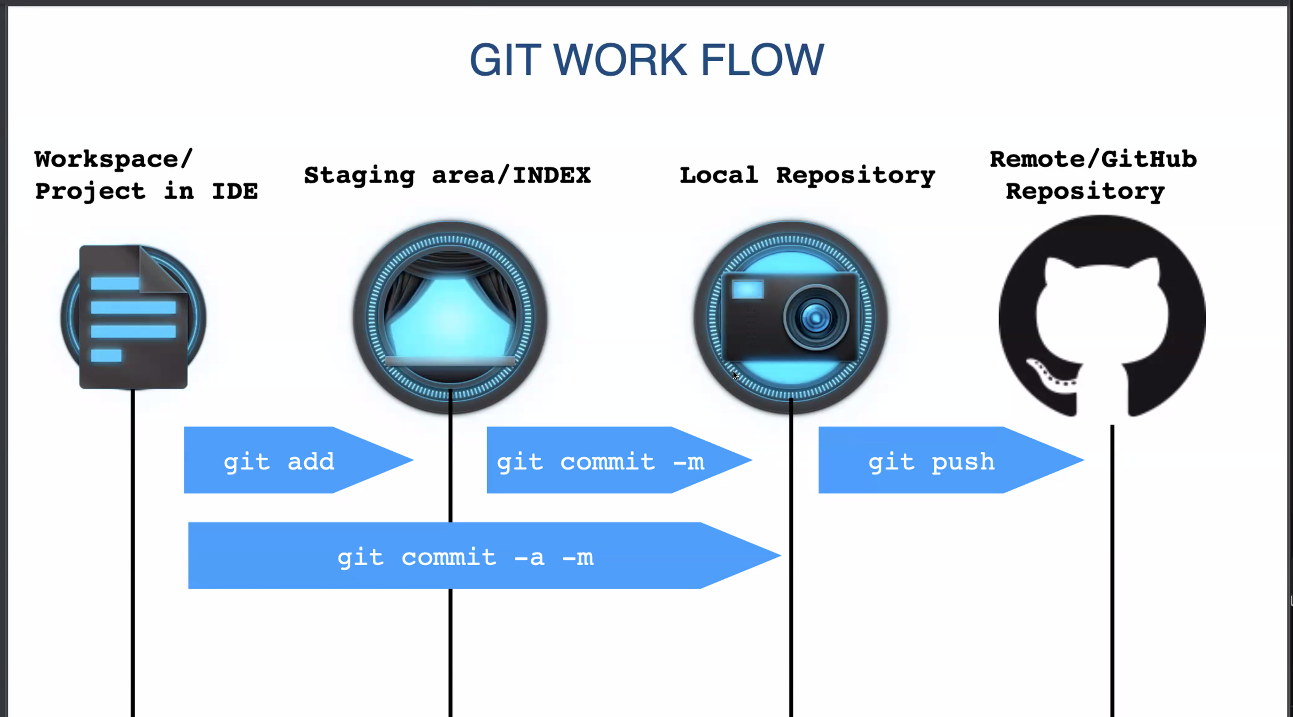 GIT WORK FLOW
Workspace/
Project in IDE
Staging area/INDEX
Local Repository
Remote/GitHub
Repository
git add
git commit -m
git push
git commit -a -m